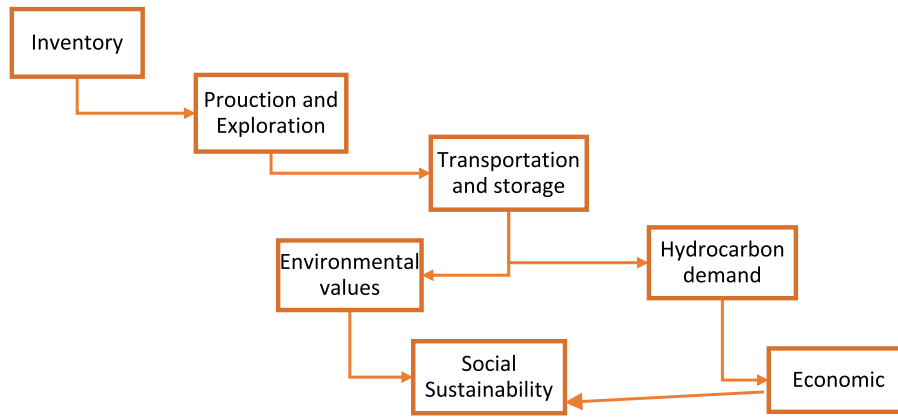 Inventory
Prouction and
Exploration
Transportation
and storage
Environmental
values
Hydrocarbon
demand
Social
Sustainability
Economic